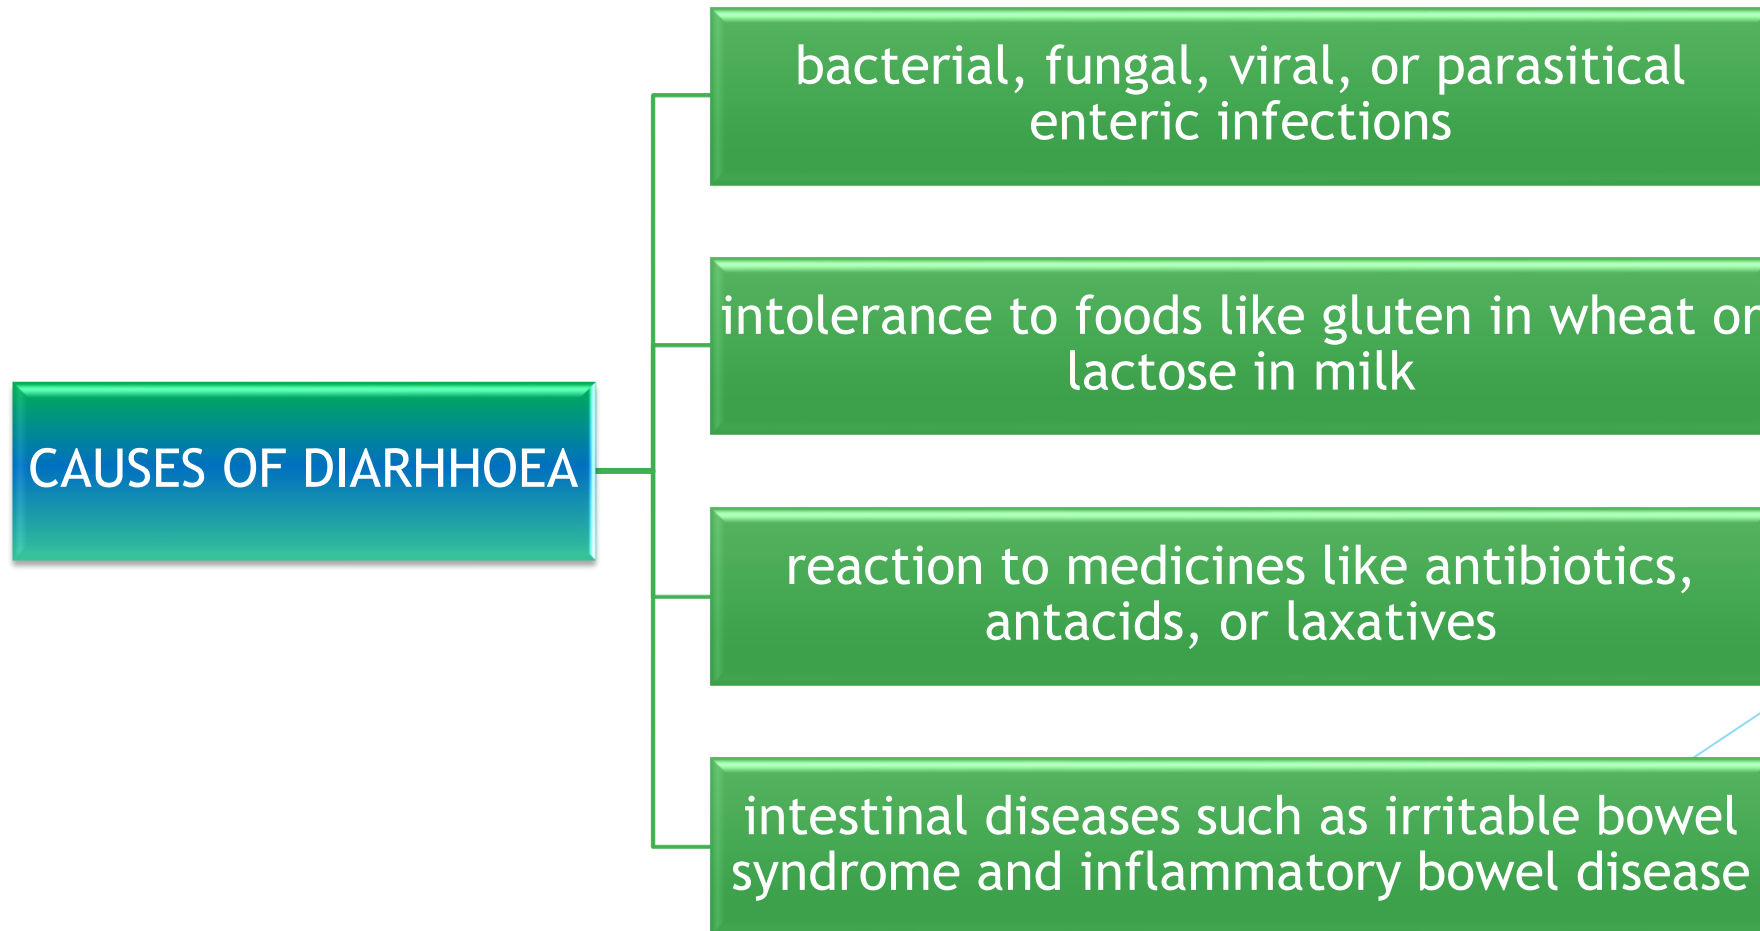 bacterial, fungal, viral, or parasitical
enteric infections
intolerance to foods like gluten in wheat or
lactose in milk
CAUSES OF DIARHHOEA
reaction to medicines like antibiotics,
antacids, or laxatives
intestinal diseases such as irritable bowel
syndrome and inflammatory bowel disease